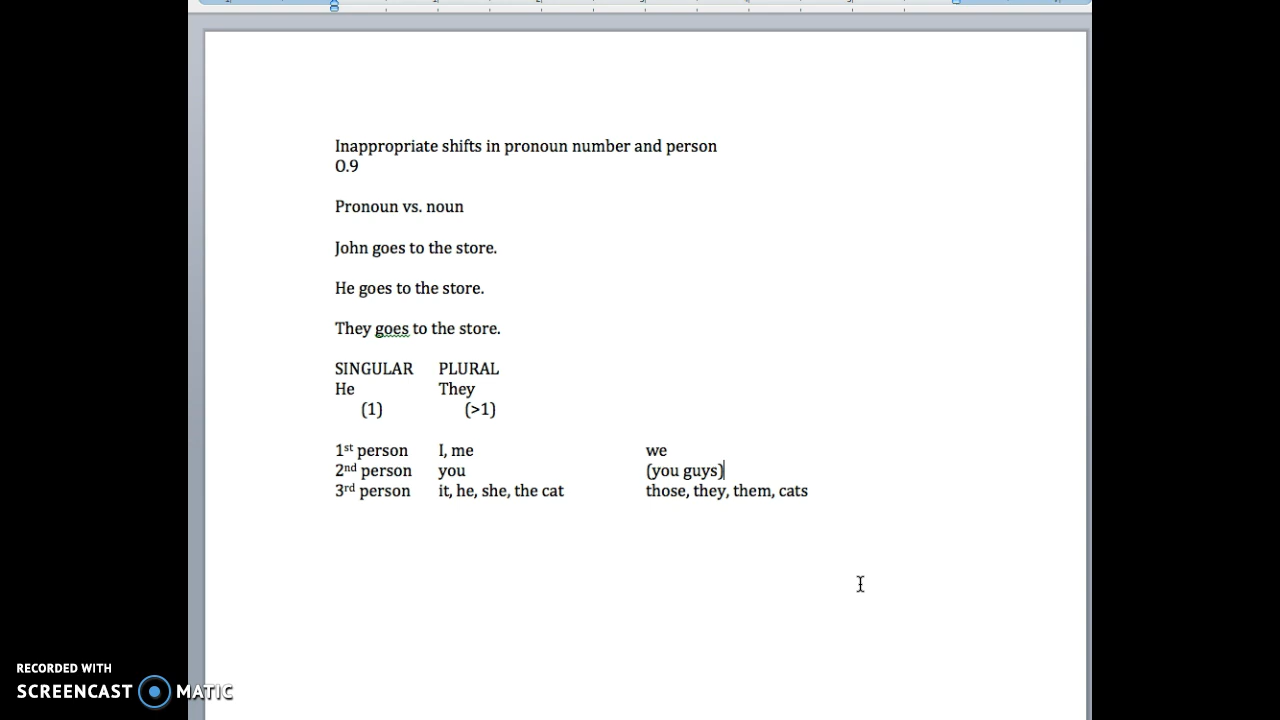 Inappropriate shifts in pronoun number and person
O.9
Pronoun vs. noun
John goes to the store.
He goes to the store.
They goes to the store.
SINGULAR PLURAL
He They
(1) (>1)
1st person I, me we
2nd person you (you guys)
3rd person it, he, she, the cat those, they, them, cats
RECORDED WITH
SCREENCAST MATIC